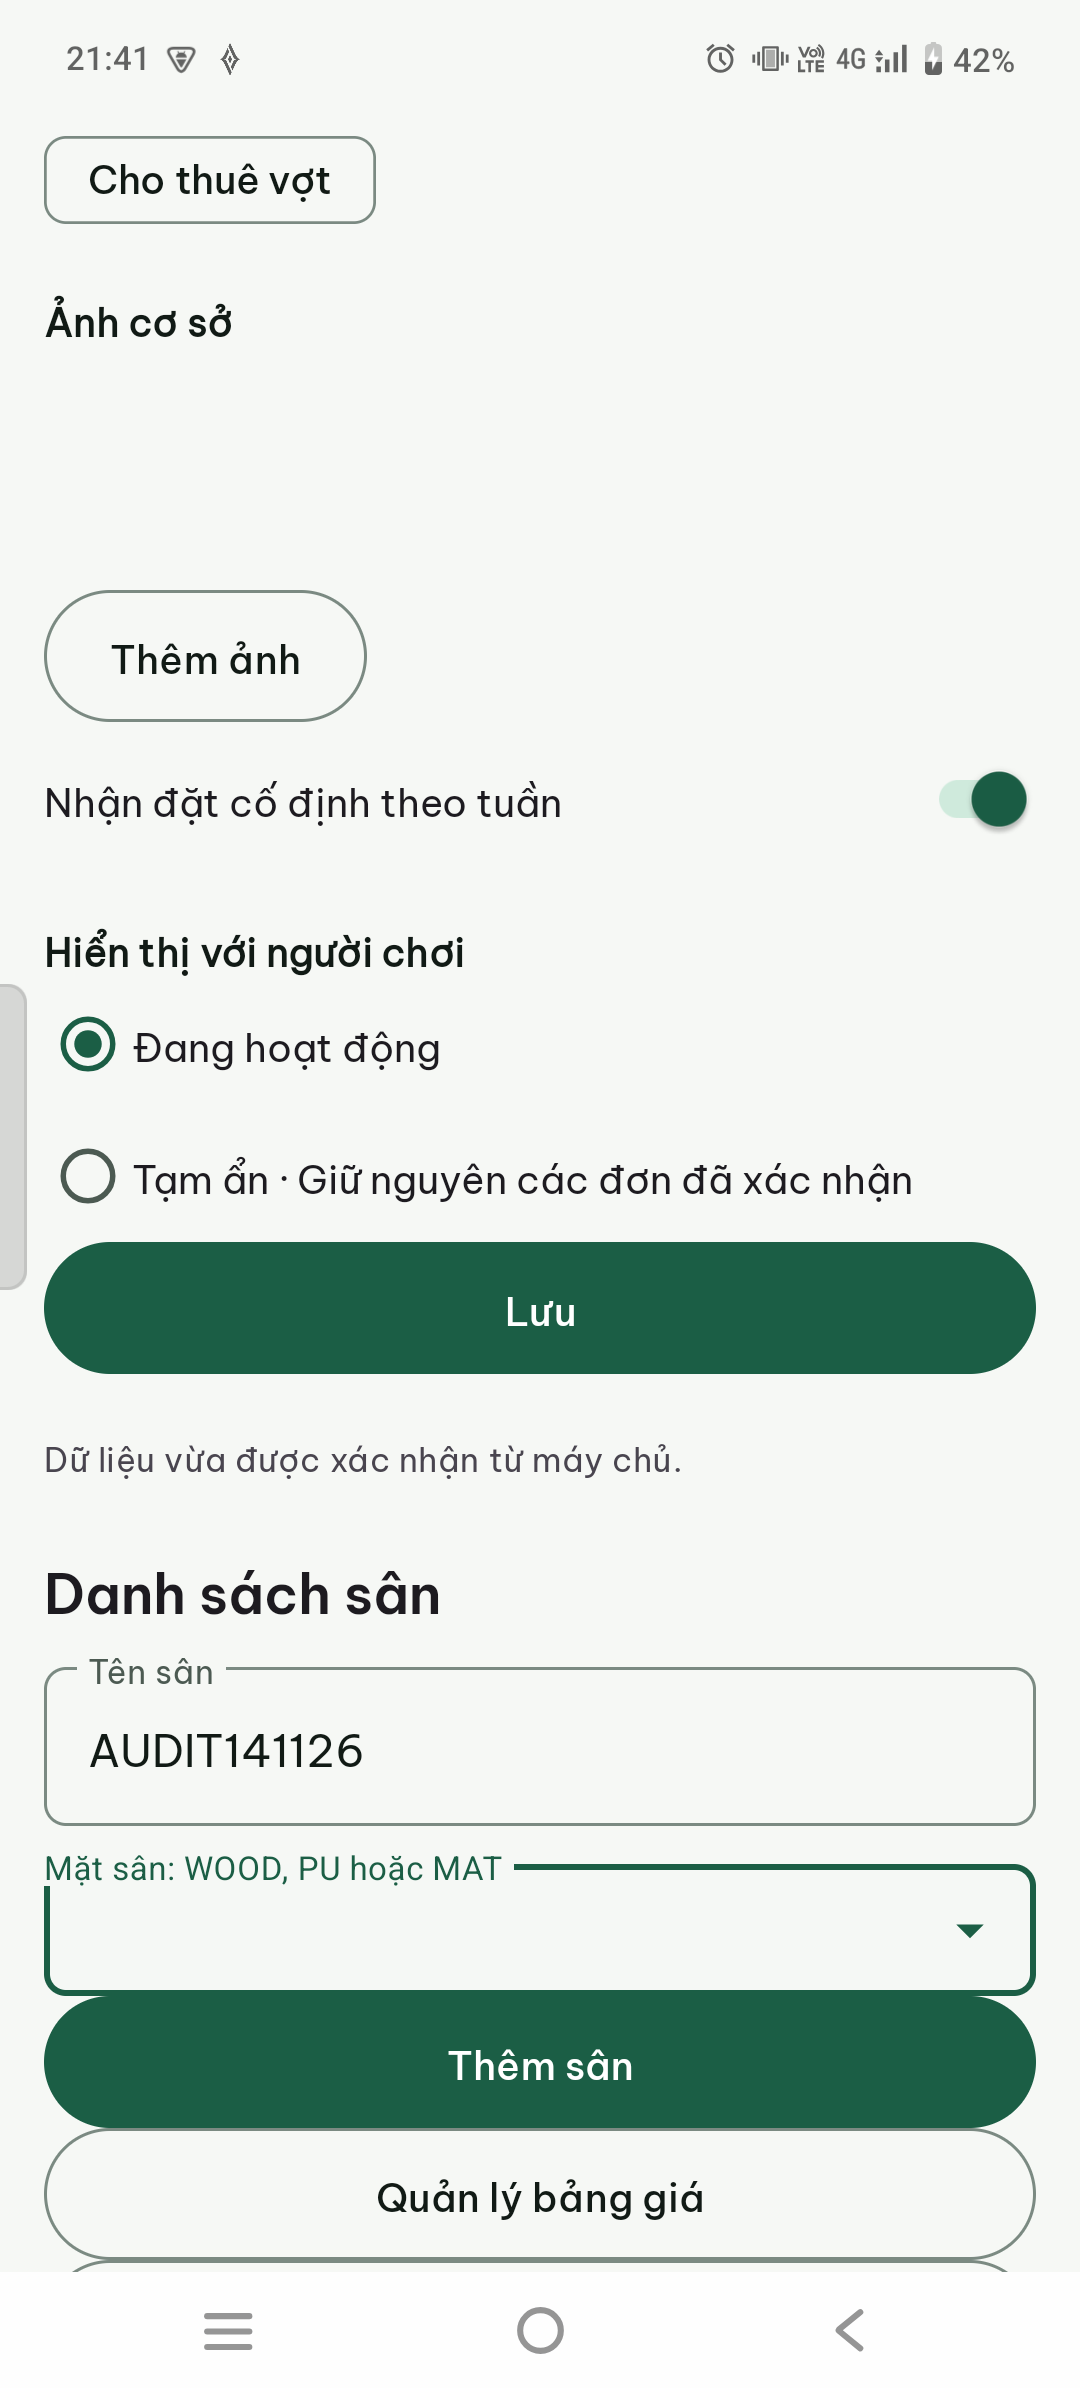 21:41
VoLTE 4G 42%
Cho thuê vợt
Ảnh cơ sở
Thêm ảnh
Nhận đặt cố định theo tuần
Hiển thị với người chơi
Đang hoạt động
Tạm ẩn · Giữ nguyên các đơn đã xác nhận
Lưu
Dữ liệu vừa được xác nhận từ máy chủ.
Danh sách sân
Tên sân
AUDIT141126
Mặt sân: WOOD, PU hoặc MAT
Thêm sân
Quản lý bảng giá